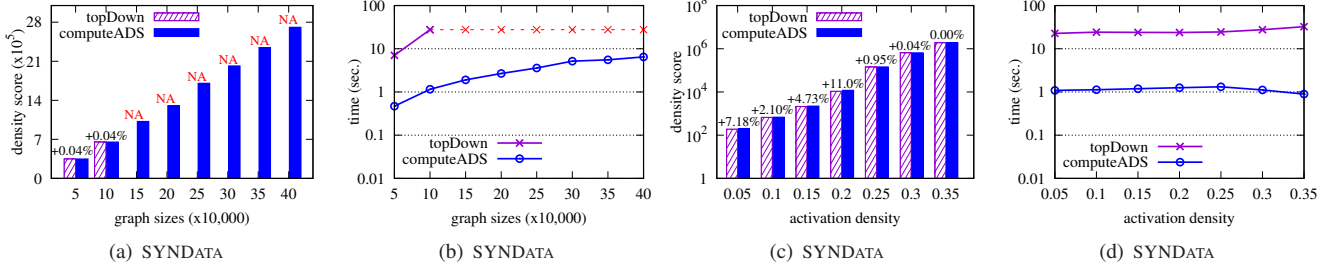 density score (x10⁵)
28
21
14
7
0
topDown
computeADS
+0.04%
+0.04%
NA
NA
NA
NA
NA
NA
5 10 15 20 25 30 35 40
graph sizes (x10,000)
(a) SYNDATA
time (sec.)
100
10
1
0.1
0.01
topDown
computeADS
5 10 15 20 25 30 35 40
graph sizes (x10,000)
(b) SYNDATA
density score
10⁸
10⁶
10⁴
10²
1
topDown
computeADS
+7.18%
+2.10%
+4.73%
+11.0%
+0.95%
+0.04%
0.00%
0.05 0.1 0.15 0.2 0.25 0.3 0.35
activation density
(c) SYNDATA
time (sec.)
100
10
1
0.1
0.01
topDown
computeADS
0.05 0.1 0.15 0.2 0.25 0.3 0.35
activation density
(d) SYNDATA